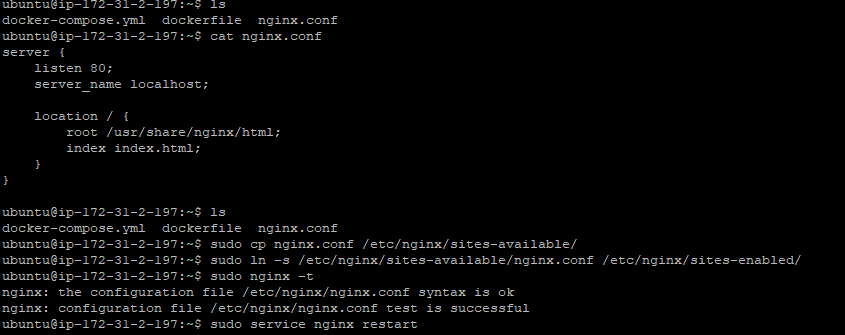 ubuntu@ip-172-31-2-197:~$ ls
docker-compose.yml  dockerfile  nginx.conf
ubuntu@ip-172-31-2-197:~$ cat nginx.conf
server {
    listen 80;
    server_name localhost;
    location / {
        root /usr/share/nginx/html;
        index index.html;
    }
}
ubuntu@ip-172-31-2-197:~$ ls
docker-compose.yml  dockerfile  nginx.conf
ubuntu@ip-172-31-2-197:~$ sudo cp nginx.conf /etc/nginx/sites-available/
ubuntu@ip-172-31-2-197:~$ sudo ln -s /etc/nginx/sites-available/nginx.conf /etc/nginx/sites-enabled/
ubuntu@ip-172-31-2-197:~$ sudo nginx -t
nginx: the configuration file /etc/nginx/nginx.conf syntax is ok
nginx: configuration file /etc/nginx/nginx.conf test is successful
ubuntu@ip-172-31-2-197:~$ sudo service nginx restart